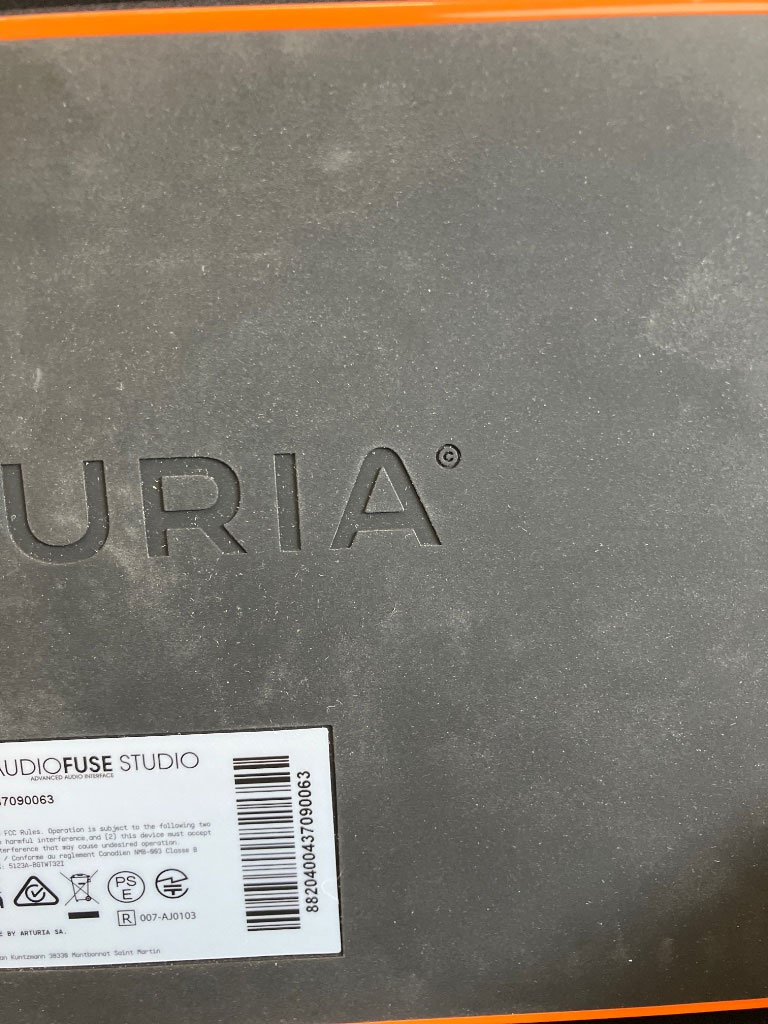 URIA©
AUDIOFUSE STUDIO
ADVANCED AUDIO INTERFACE
37090063
FCC Rules. Operation is subject to the following two
harmful interference,and (2) this device must accept
nterference that may cause undesired operation.
/ Conforme au reglement Canadien NMB-003 Classe B
5123A-BGTWT321
PS
E
R 007-AJ0103
E BY ARTURIA SA.
Kuntzmann 38330 Montbonnot Saint Martin
8820400437090063